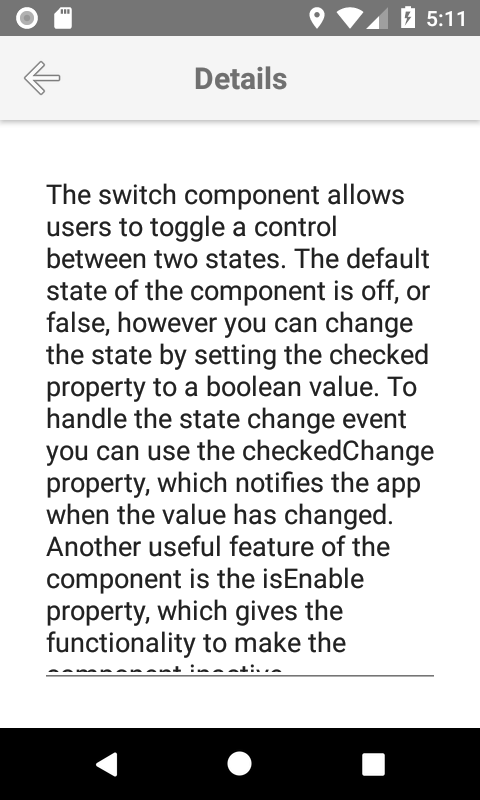 5:11
Details
The switch component allows
users to toggle a control
between two states. The default
state of the component is off, or
false, however you can change
the state by setting the checked
property to a boolean value. To
handle the state change event
you can use the checkedChange
property, which notifies the app
when the value has changed.
Another useful feature of the
component is the isEnable
property, which gives the
functionality to make the
component inactive.